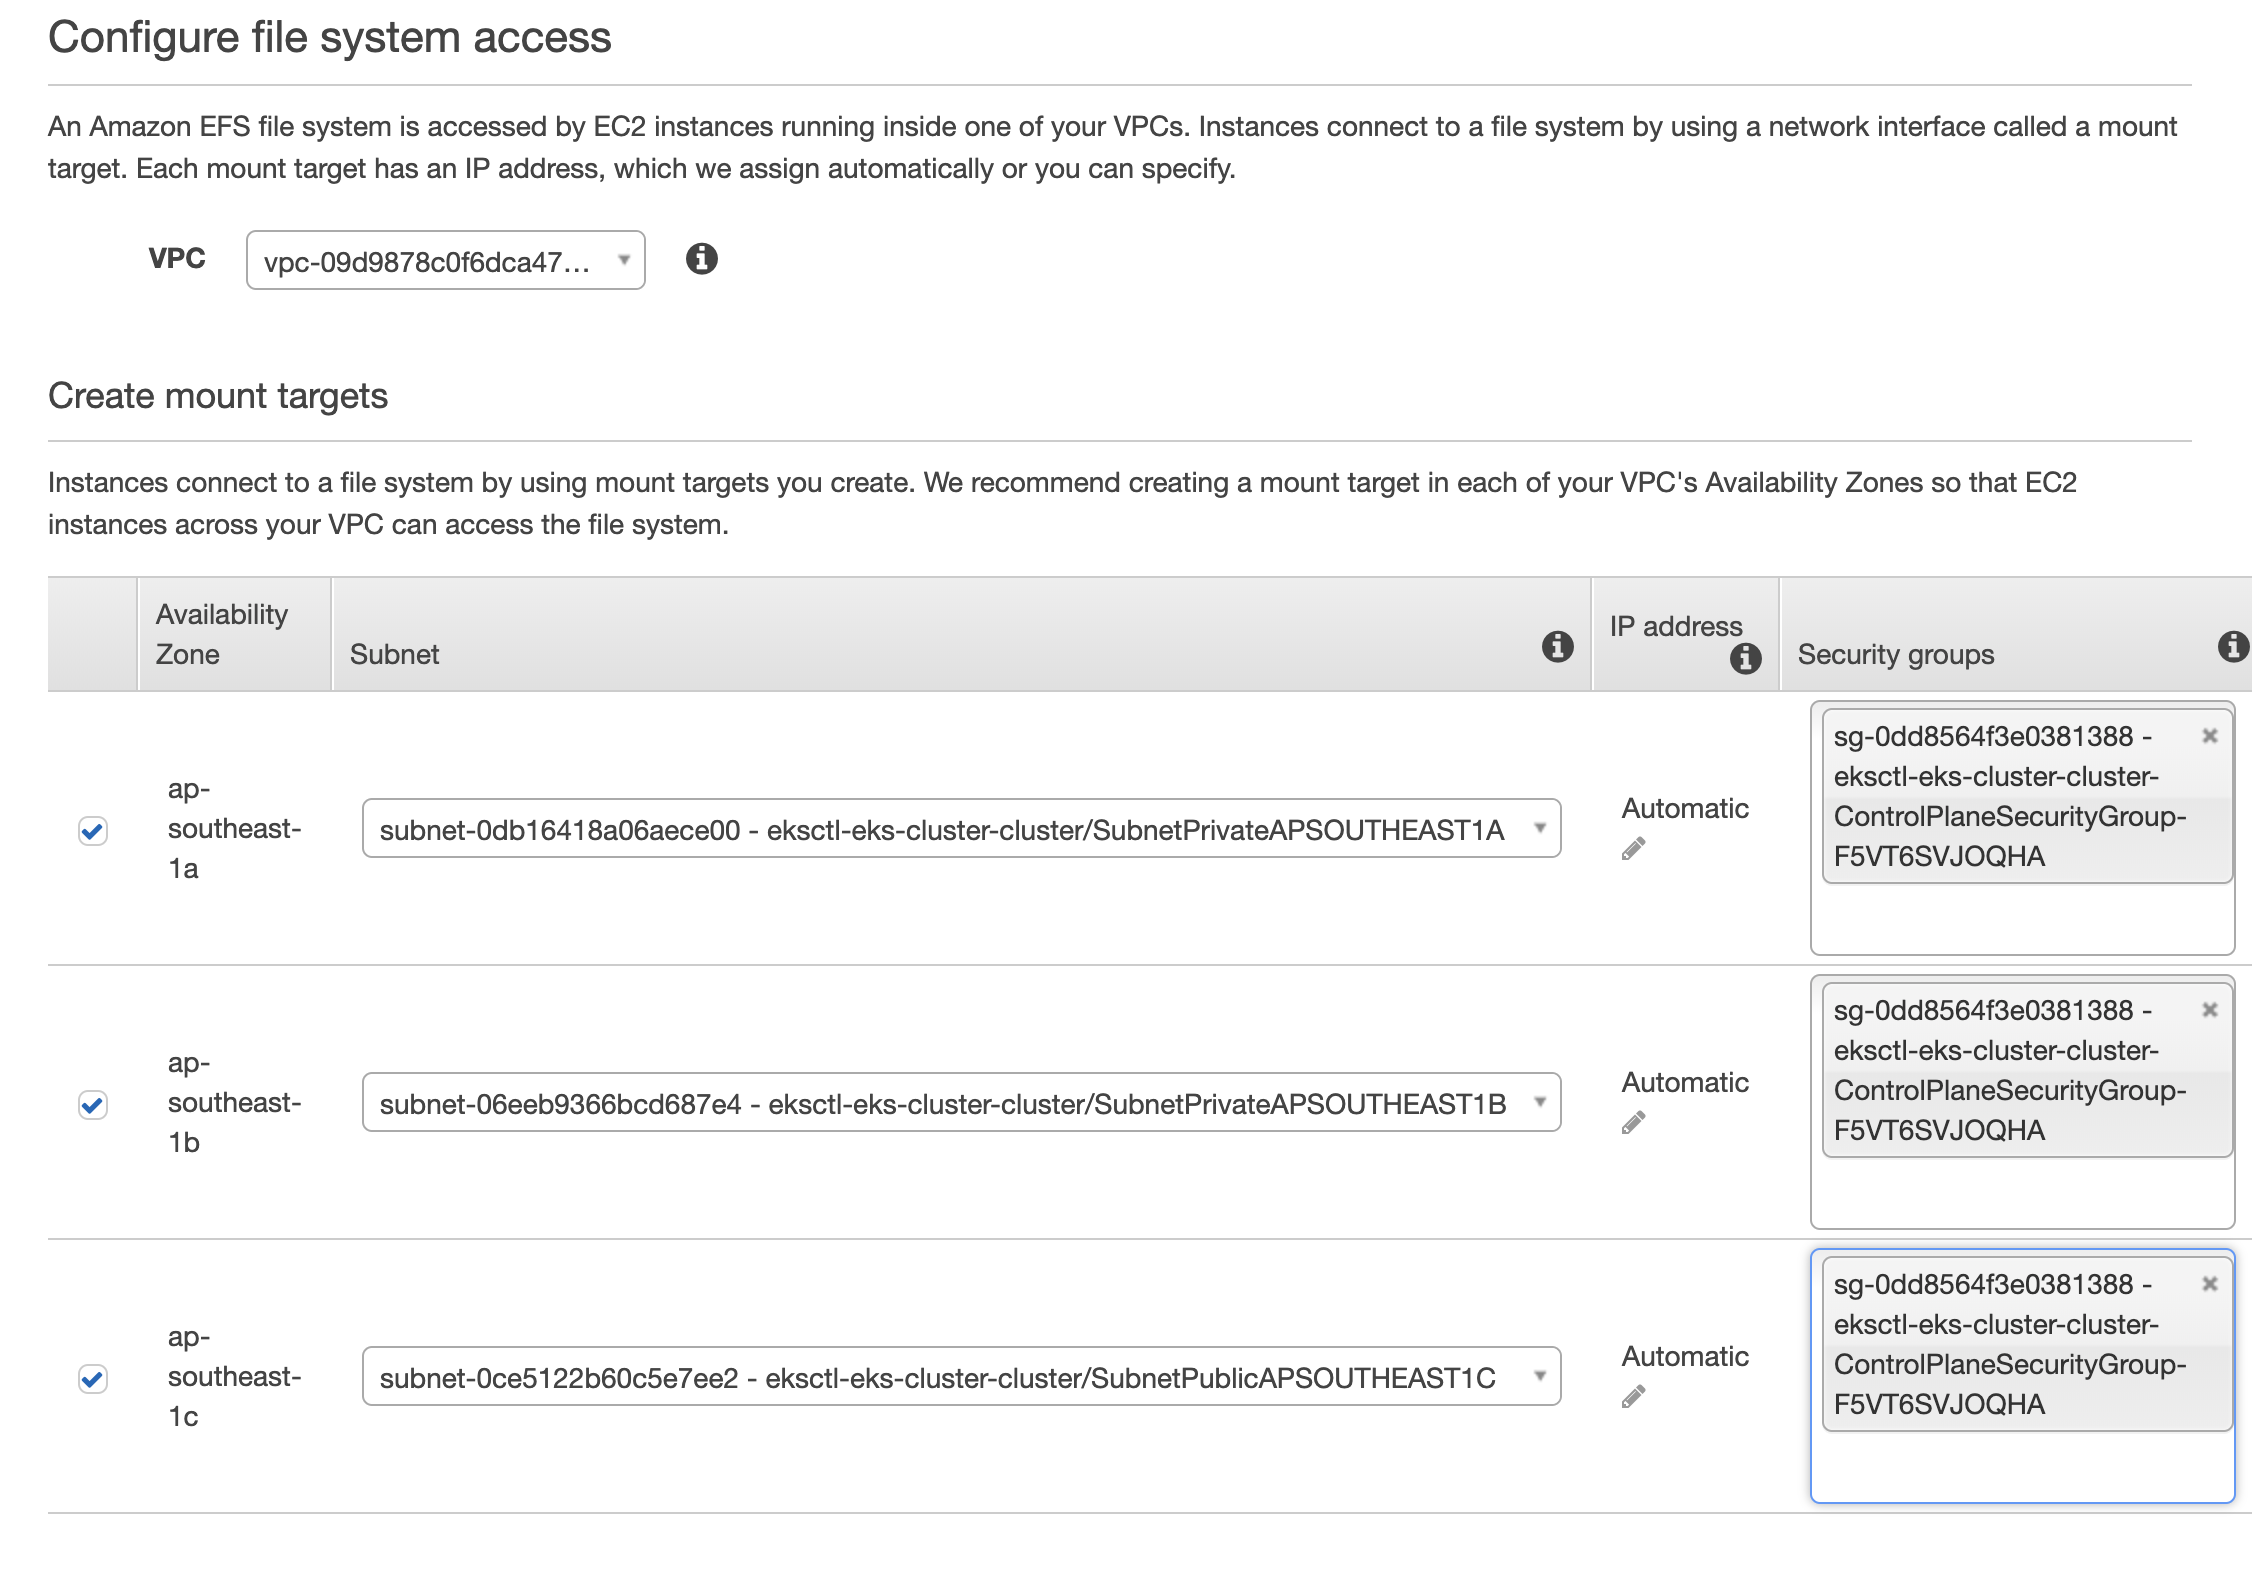 Configure file system access
An Amazon EFS file system is accessed by EC2 instances running inside one of your VPCs. Instances connect to a file system by using a network interface called a mount
target. Each mount target has an IP address, which we assign automatically or you can specify.
VPC
vpc-09d9878c0f6dca47...
Create mount targets
Instances connect to a file system by using mount targets you create. We recommend creating a mount target in each of your VPC's Availability Zones so that EC2
instances across your VPC can access the file system.
Availability
Zone
Subnet
IP address
Security groups
ap-
southeast-
1a
subnet-0db16418a06aece00 - eksctl-eks-cluster-cluster/SubnetPrivateAPSOUTHEAST1A
Automatic
sg-0dd8564f3e0381388 -
eksctl-eks-cluster-cluster-
ControlPlaneSecurityGroup-
F5VT6SVJOQHA
ap-
southeast-
1b
subnet-06eeb9366bcd687e4 - eksctl-eks-cluster-cluster/SubnetPrivateAPSOUTHEAST1B
Automatic
sg-0dd8564f3e0381388 -
eksctl-eks-cluster-cluster-
ControlPlaneSecurityGroup-
F5VT6SVJOQHA
ap-
southeast-
1c
subnet-0ce5122b60c5e7ee2 - eksctl-eks-cluster-cluster/SubnetPublicAPSOUTHEAST1C
Automatic
sg-0dd8564f3e0381388 -
eksctl-eks-cluster-cluster-
ControlPlaneSecurityGroup-
F5VT6SVJOQHA